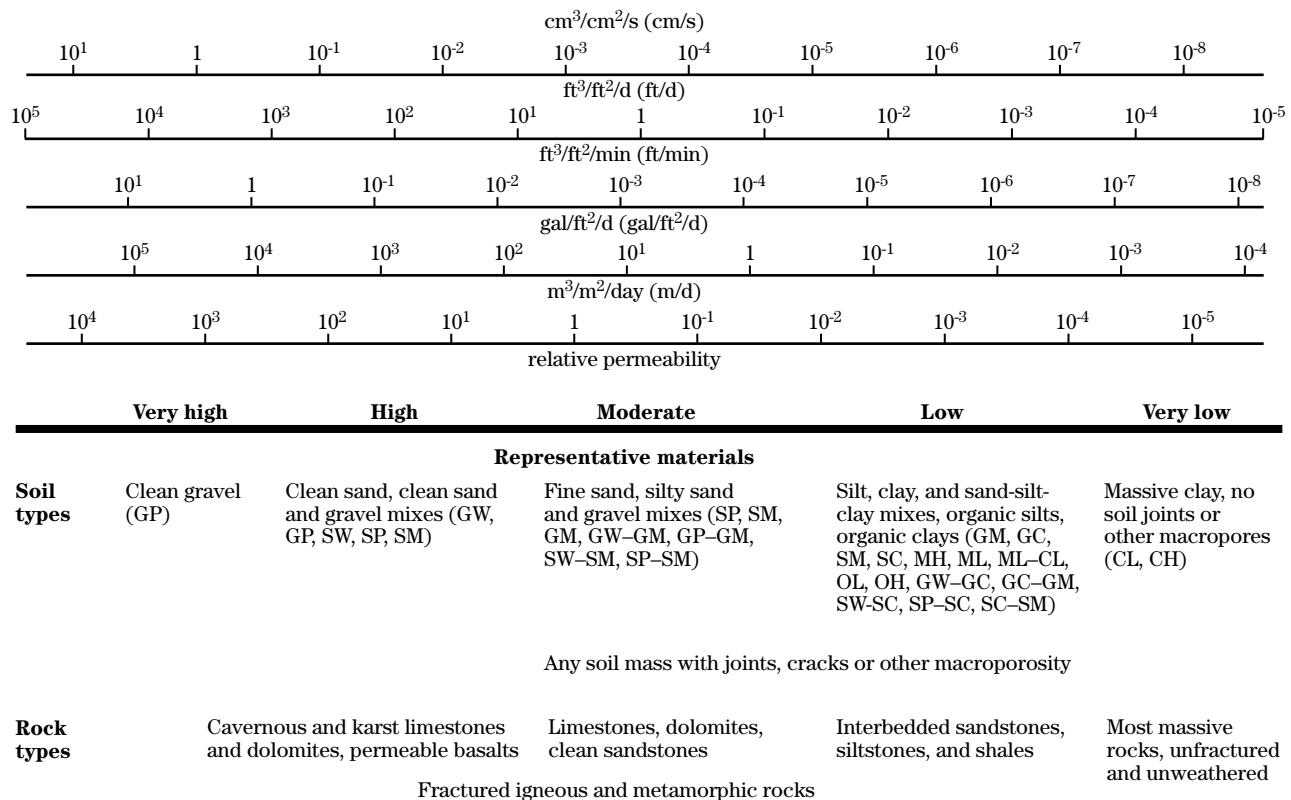 cm³/cm²/s (cm/s)
10¹ 1 10⁻¹ 10⁻² 10⁻³ 10⁻⁴ 10⁻⁵ 10⁻⁶ 10⁻⁷ 10⁻⁸
ft³/ft²/d (ft/d)
10⁵ 10⁴ 10³ 10² 10¹ 1 10⁻¹ 10⁻² 10⁻³ 10⁻⁴ 10⁻⁵
ft³/ft²/min (ft/min)
10¹ 1 10⁻¹ 10⁻² 10⁻³ 10⁻⁴ 10⁻⁵ 10⁻⁶ 10⁻⁷ 10⁻⁸
gal/ft²/d (gal/ft²/d)
10⁵ 10⁴ 10³ 10² 10¹ 1 10⁻¹ 10⁻² 10⁻³ 10⁻⁴
m³/m²/day (m/d)
10⁴ 10³ 10² 10¹ 1 10⁻¹ 10⁻² 10⁻³ 10⁻⁴ 10⁻⁵
relative permeability
Very high High Moderate Low Very low
Representative materials
Soil
types
Clean gravel
(GP)
Clean sand, clean sand
and gravel mixes (GW,
GP, SW, SP, SM)
Fine sand, silty sand
and gravel mixes (SP, SM,
GM, GW–GM, GP–GM,
SW–SM, SP–SM)
Silt, clay, and sand-silt-
clay mixes, organic silts,
organic clays (GM, GC,
SM, SC, MH, ML, ML–CL,
OL, OH, GW–GC, GC–GM,
SW-SC, SP–SC, SC–SM)
Massive clay, no
soil joints or
other macropores
(CL, CH)
Any soil mass with joints, cracks or other macroporosity
Rock
types
Cavernous and karst limestones
and dolomites, permeable basalts
Limestones, dolomites,
clean sandstones
Interbedded sandstones,
siltstones, and shales
Most massive
rocks, unfractured
and unweathered
Fractured igneous and metamorphic rocks